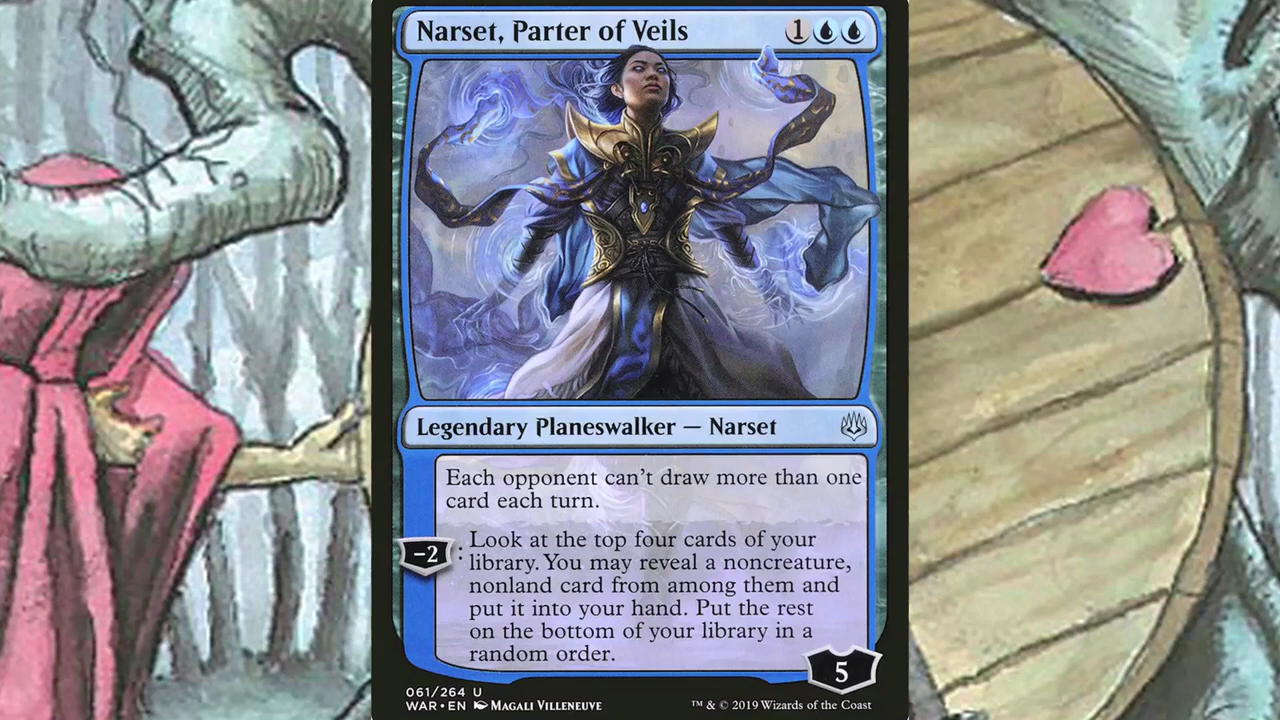 Narset, Parter of Veils 1
Legendary Planeswalker — Narset
Each opponent can't draw more than one
card each turn.
−2: Look at the top four cards of your
library. You may reveal a noncreature,
nonland card from among them and
put it into your hand. Put the rest
on the bottom of your library in a
random order.
5
061/264 U
WAR • EN Magali Villeneuve
™ & © 2019 Wizards of the Coast